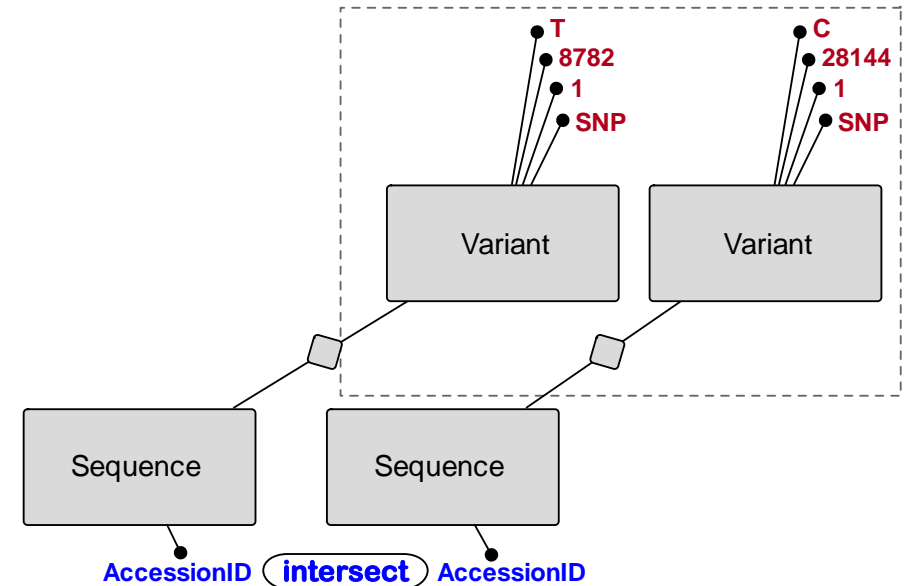 T C
8782 28144
1 1
SNP SNP
Variant Variant
Sequence Sequence
AccessionID intersect AccessionID